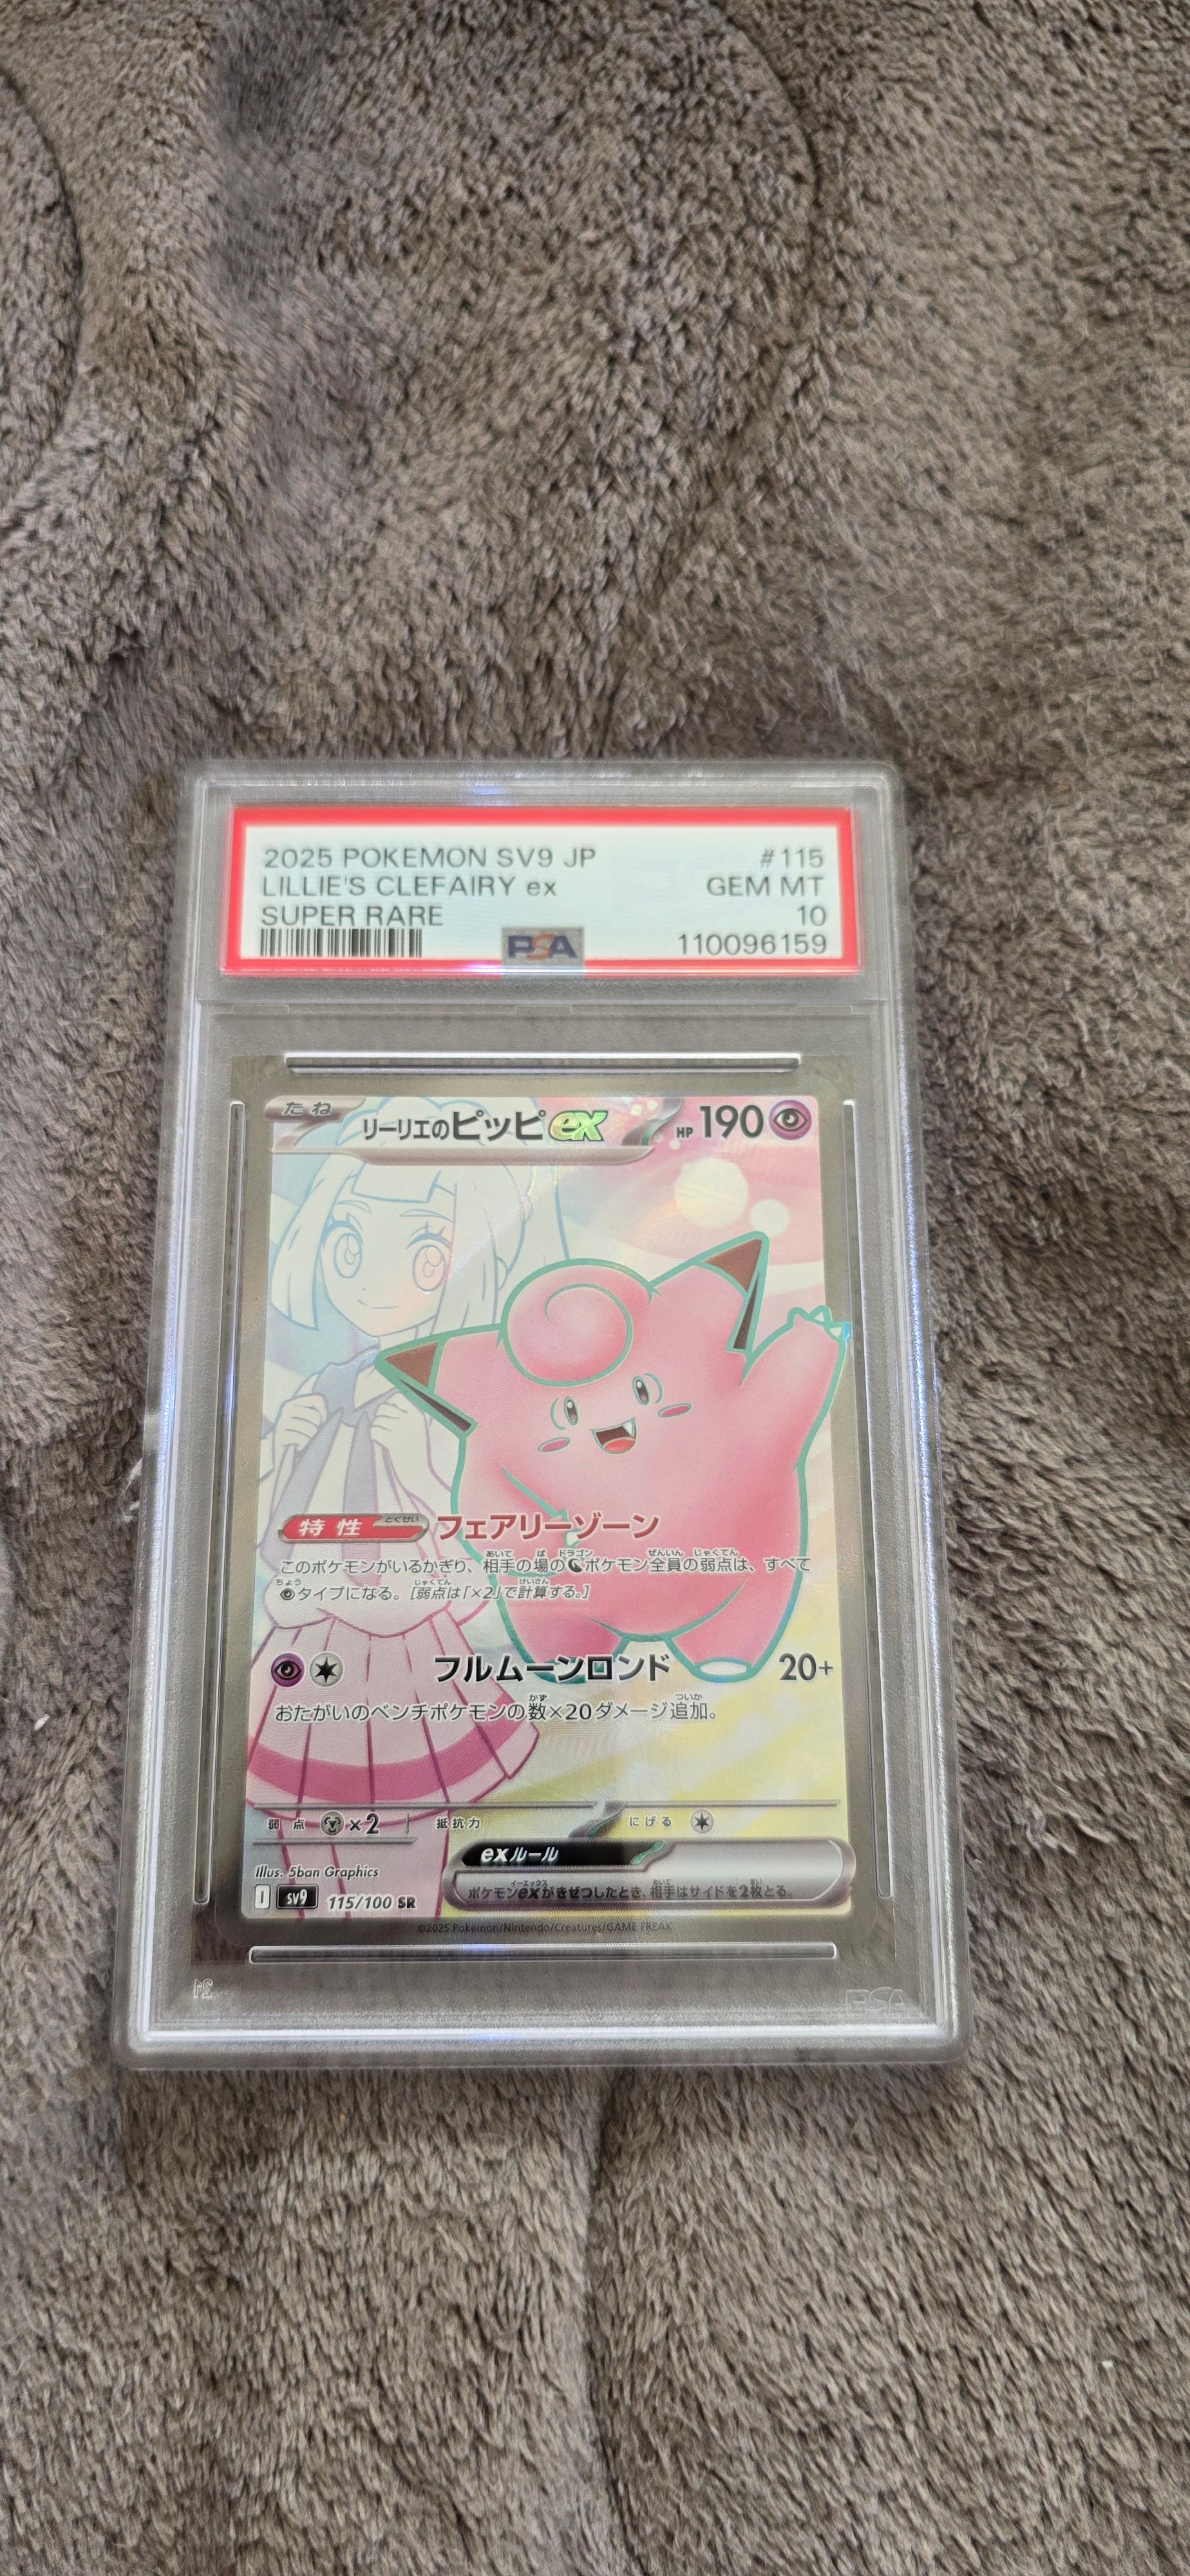 2025 POKEMON SV9 JP #115
LILLIE'S CLEFAIRY ex GEM MT
SUPER RARE 10
PSA 110096159
たね リーリエのピッピex HP190
特性 とくせい フェアリーゾーン
このポケモンがいるかぎり、相手の場のポケモン全員の弱点は、すべて
タイプになる。[弱点は「×2」で計算する。]
フルムーンロンド 20+
おたがいのベンチポケモンの数×20ダメージ追加。
弱点 ×2 抵抗力 にげる
exルール
ポケモンexがきぜつしたとき、相手はサイドを2枚とる。
Illus. 5ban Graphics
I sv9 115/100 SR
©2025 Pokémon/Nintendo/Creatures/GAME FREAK
PSA